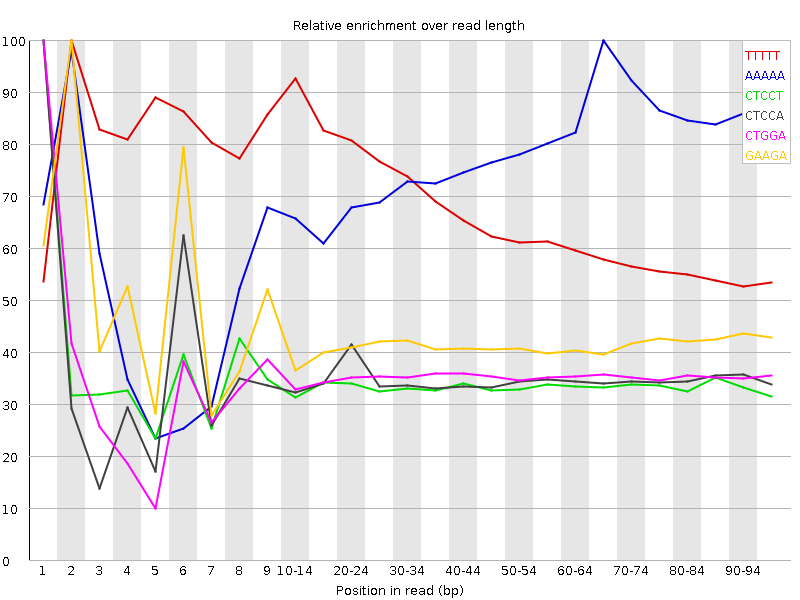 Relative enrichment over read length
100
90
80
70
60
50
40
30
20
10
0
TTTTT
AAAAA
CTCCT
CTCCA
CTGGA
GAAGA
1 2 3 4 5 6 7 8 9 10-14 20-24 30-34 40-44 50-54 60-64 70-74 80-84 90-94
Position in read (bp)